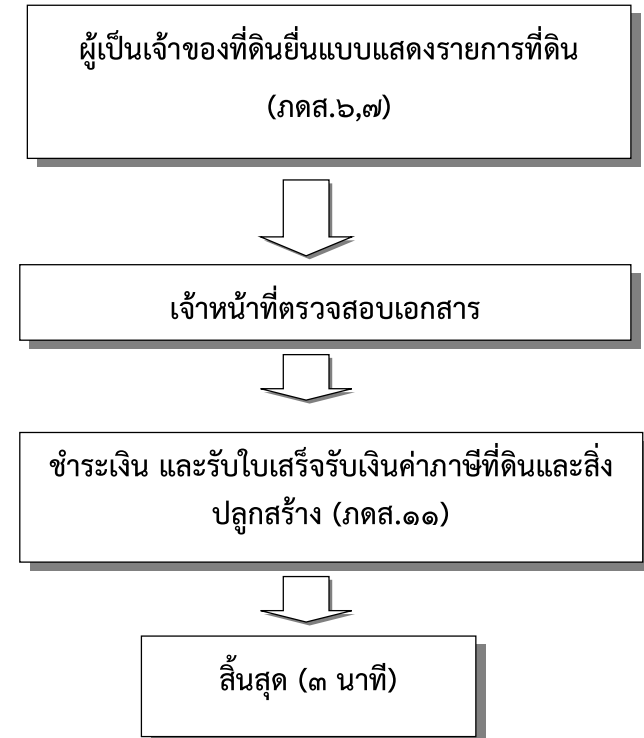 ผู้เป็นเจ้าของที่ดินยื่นแบบแสดงรายการที่ดิน
(ภดส.๖,๗)
เจ้าหน้าที่ตรวจสอบเอกสาร
ชำระเงิน และรับใบเสร็จรับเงินค่าภาษีที่ดินและสิ่ง
ปลูกสร้าง (ภดส.๑๑)
สิ้นสุด (๓ นาที)